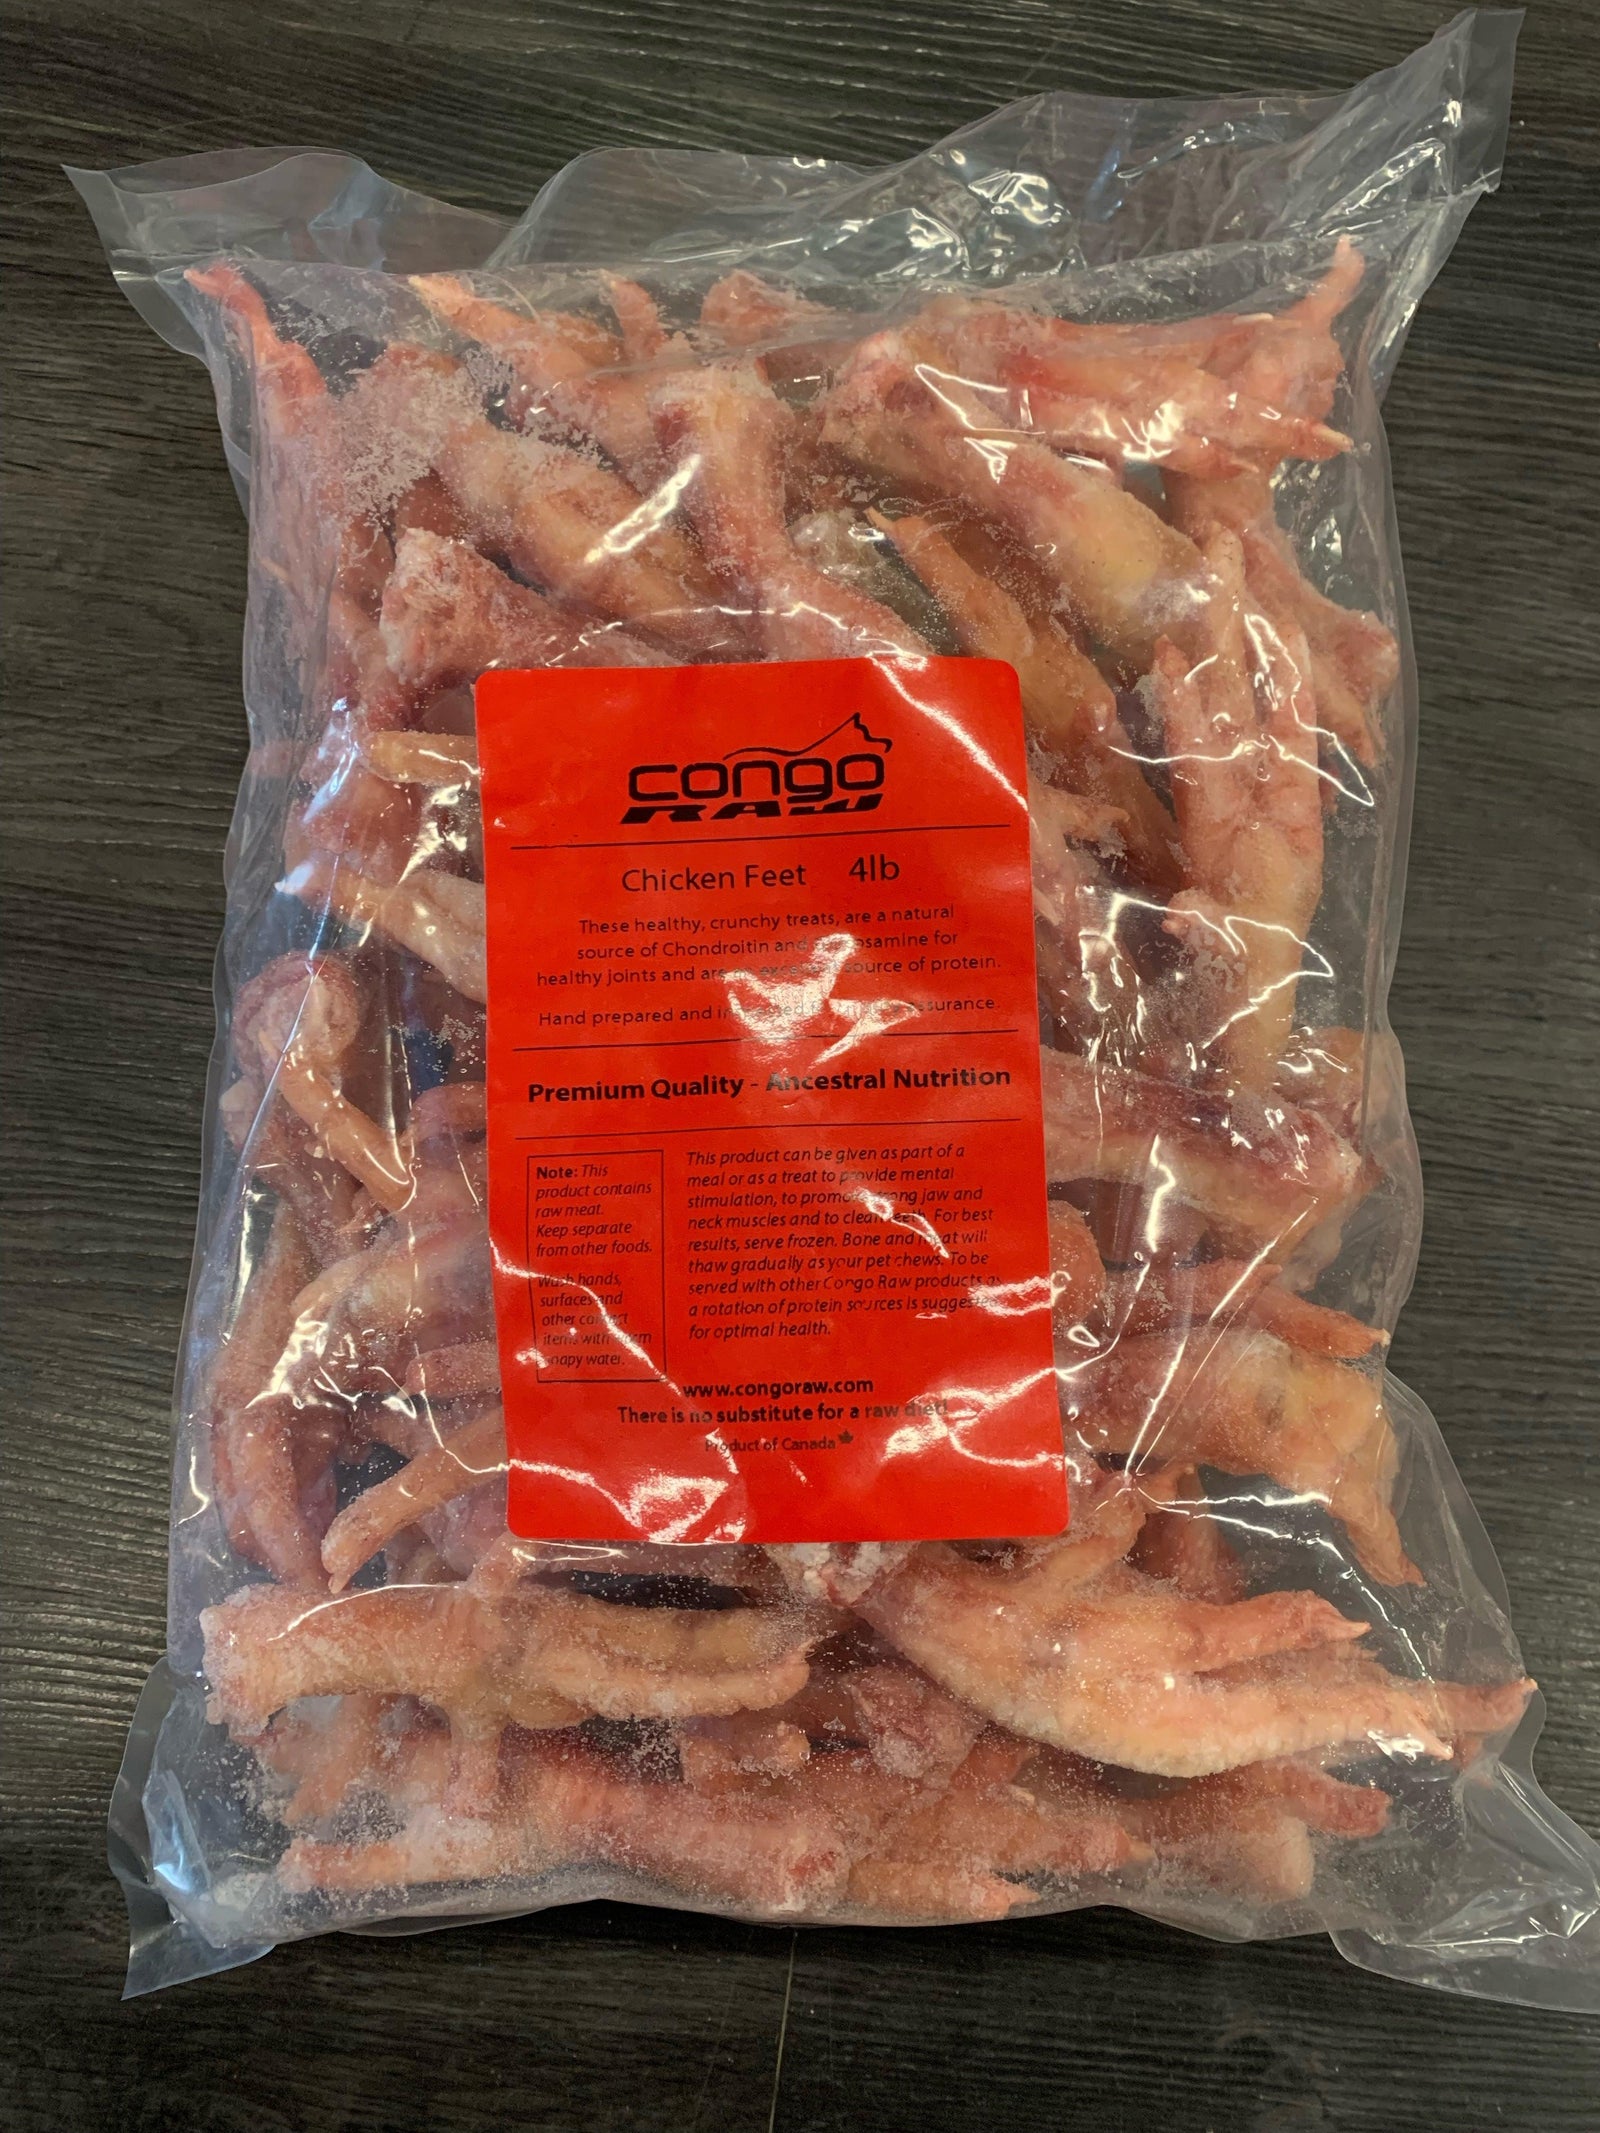 congo
RAW
Chicken Feet 4lb
These healthy, crunchy treats, are a natural
source of Chondroitin and for
healthy joints and are source of protein.
Hand prepared and
Premium Quality - Ancestral Nutrition
Note: This
product contains
raw meat.
Keep separate
from other foods.
Wash hands,
surfaces and
other contact
items with warm
soapy water.
This product can be given as part of a
meal or as a treat to provide mental
stimulation, to promote strong jaw and
neck muscles and to clean teeth. For best
results, serve frozen. Bone and meat will
thaw gradually as your pet chews. To be
served with other Congo Raw products as
a rotation of protein sources is suggested
for optimal health.
www.congoraw.com
There is no substitute for a raw diet!
Product of Canada